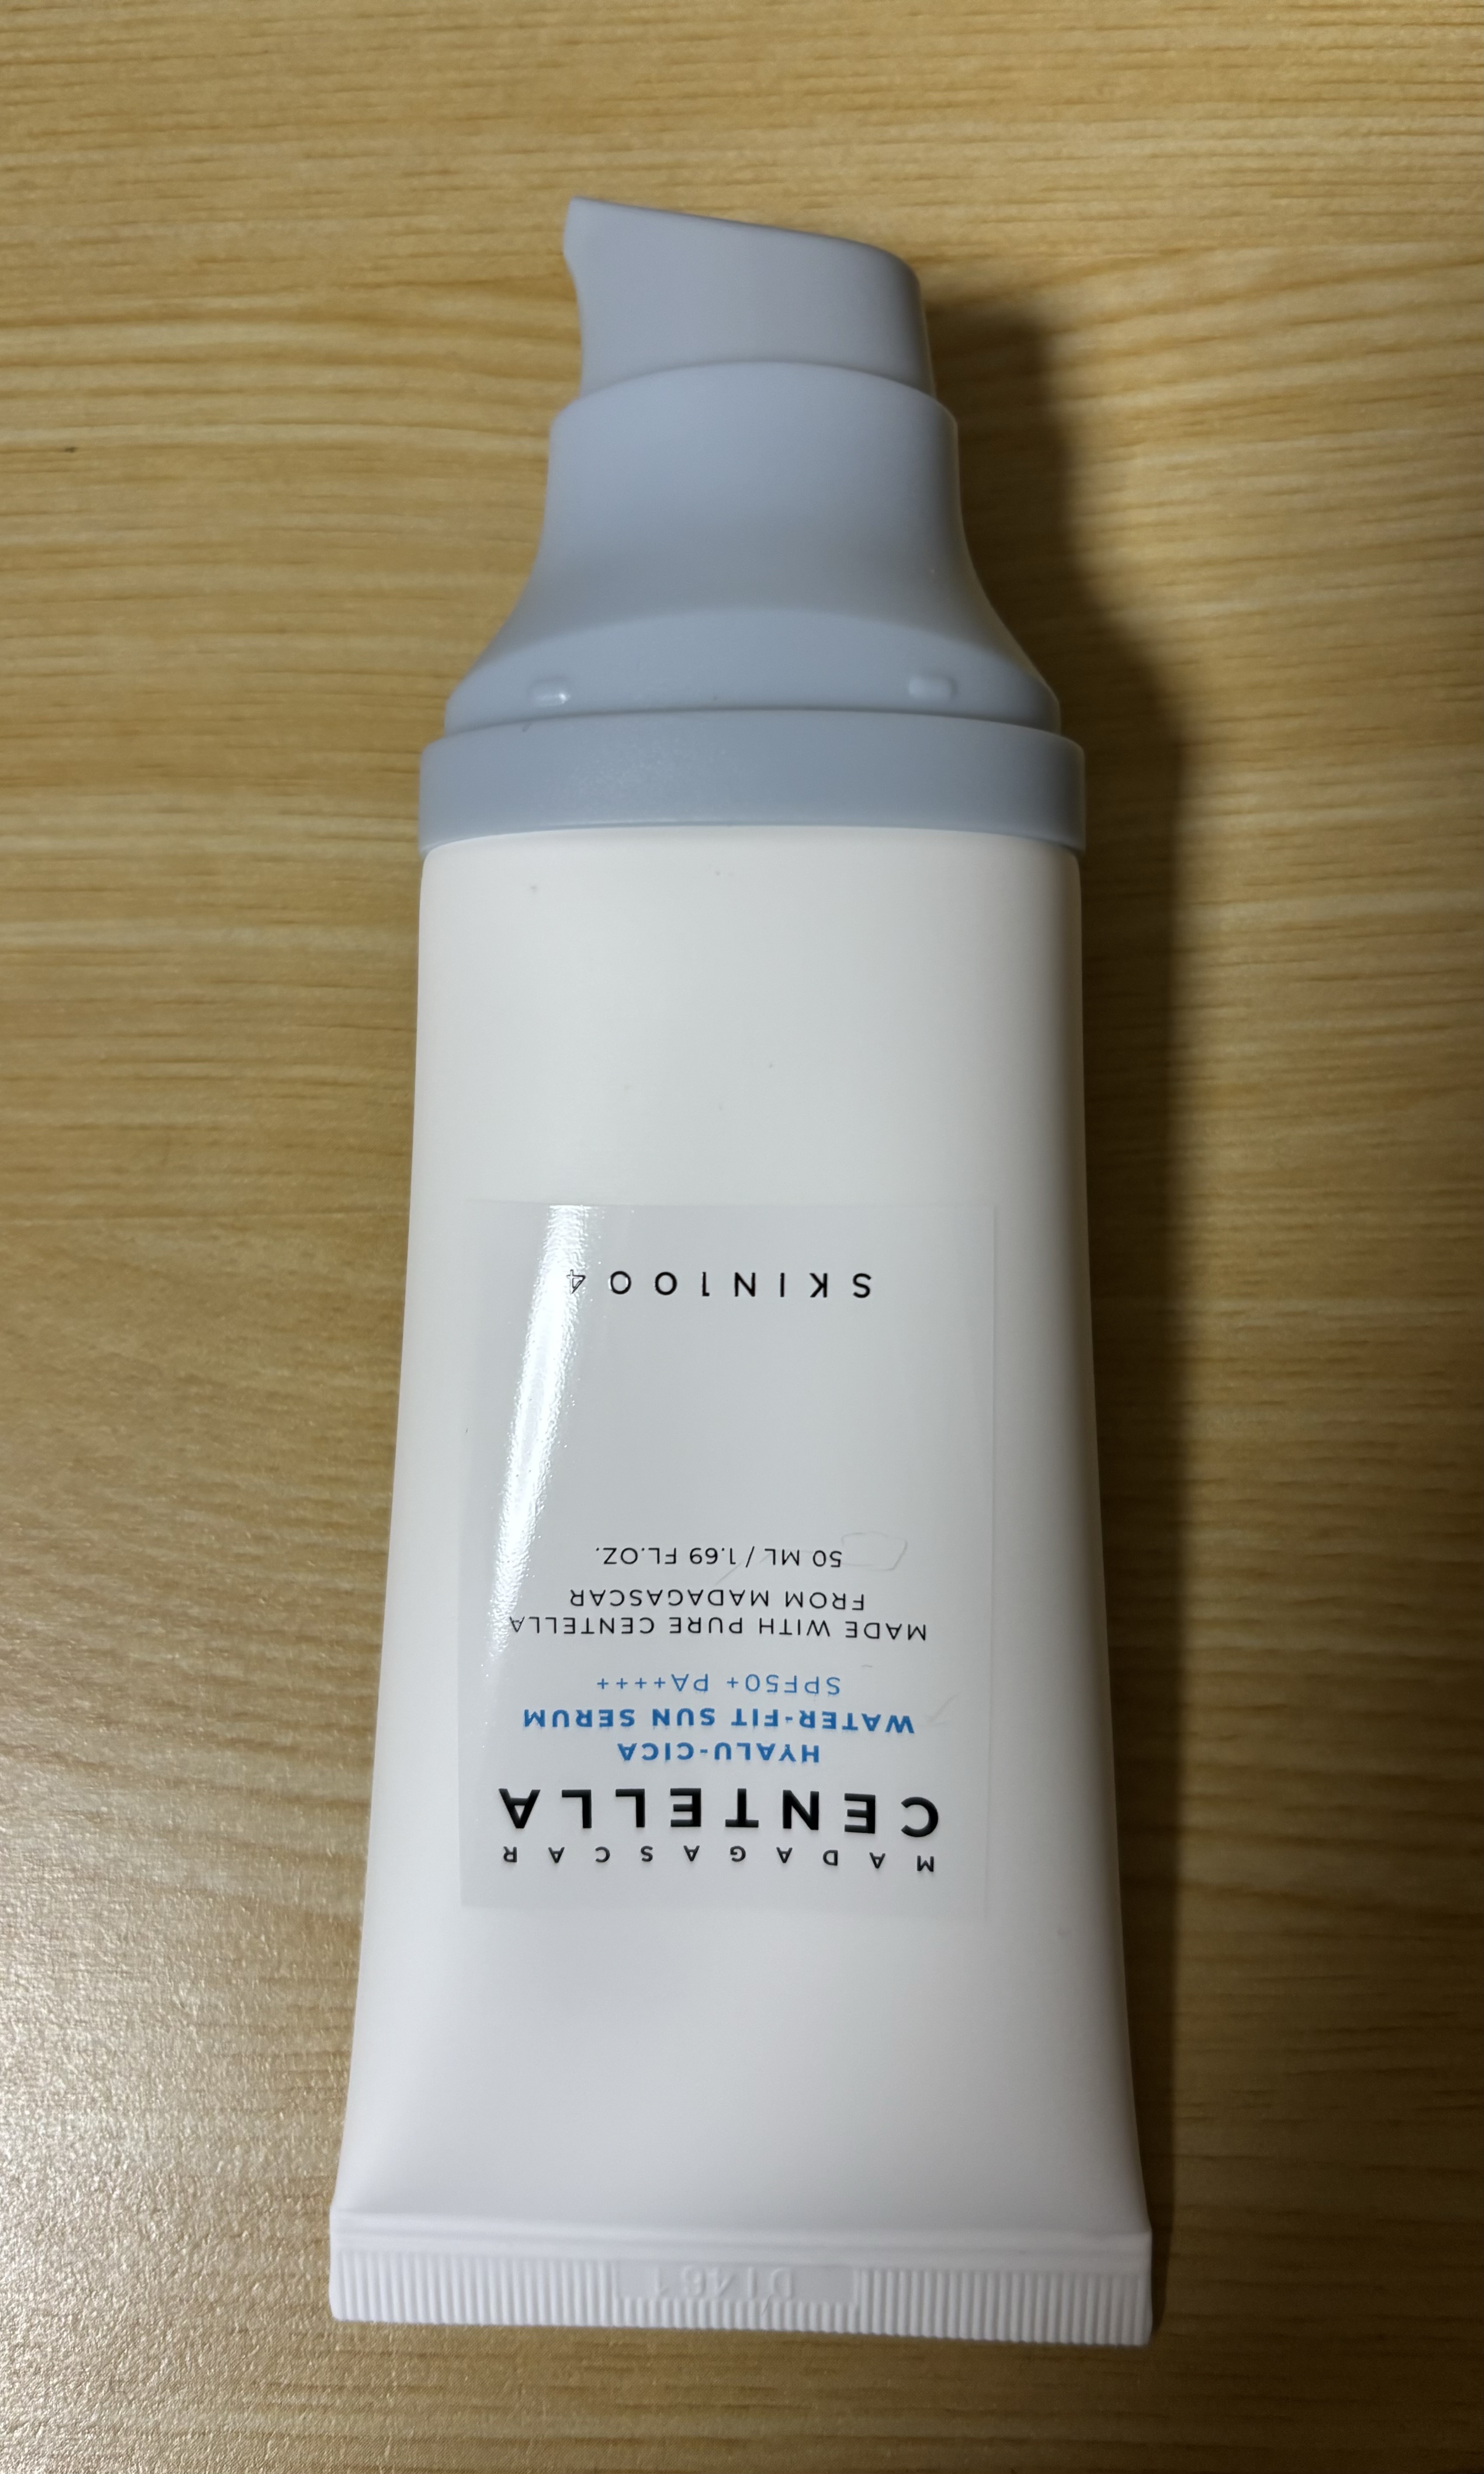 MADAGASCAR
CENTELLA
HYALU-CICA
WATER-FIT SUN SERUM
SPF50+ PA++++
MADE WITH PURE CENTELLA
FROM MADAGASCAR
50 ML / 1.69 FL.OZ.
SKIN1004